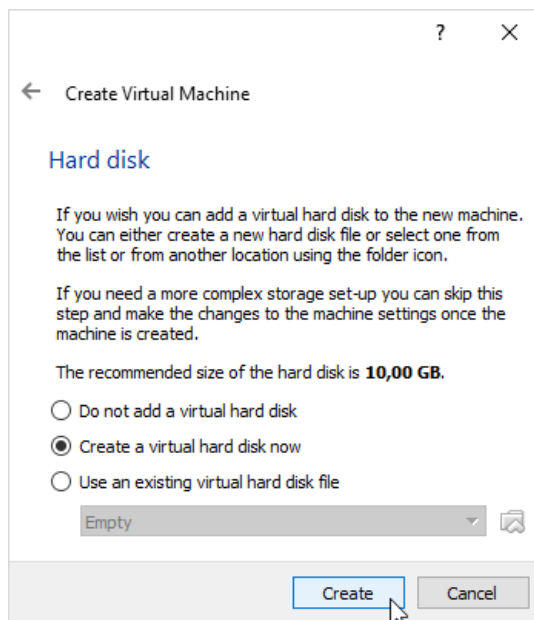 ?
Create Virtual Machine
Hard disk
If you wish you can add a virtual hard disk to the new machine.
You can either create a new hard disk file or select one from
the list or from another location using the folder icon.
If you need a more complex storage set-up you can skip this
step and make the changes to the machine settings once the
machine is created.
The recommended size of the hard disk is 10,00 GB.
Do not add a virtual hard disk
Create a virtual hard disk now
Use an existing virtual hard disk file
Empty
Create Cancel